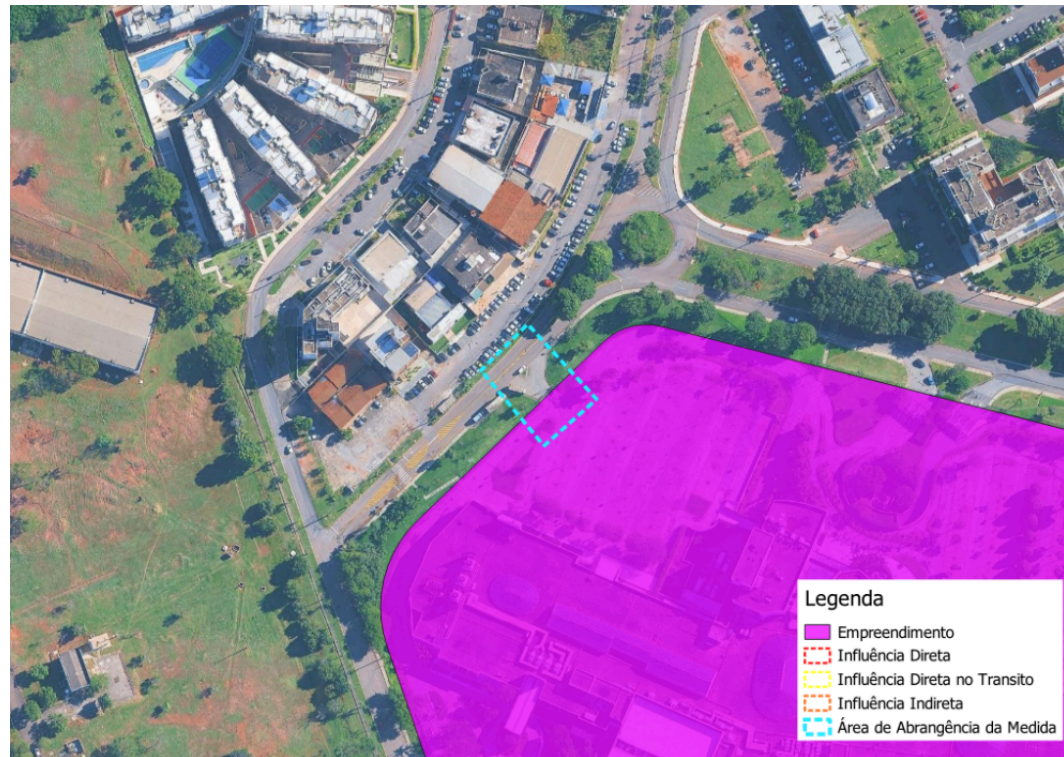 Legenda
Empreendimento
Influência Direta
Influência Direta no Transito
Influência Indireta
Área de Abrangência da Medida